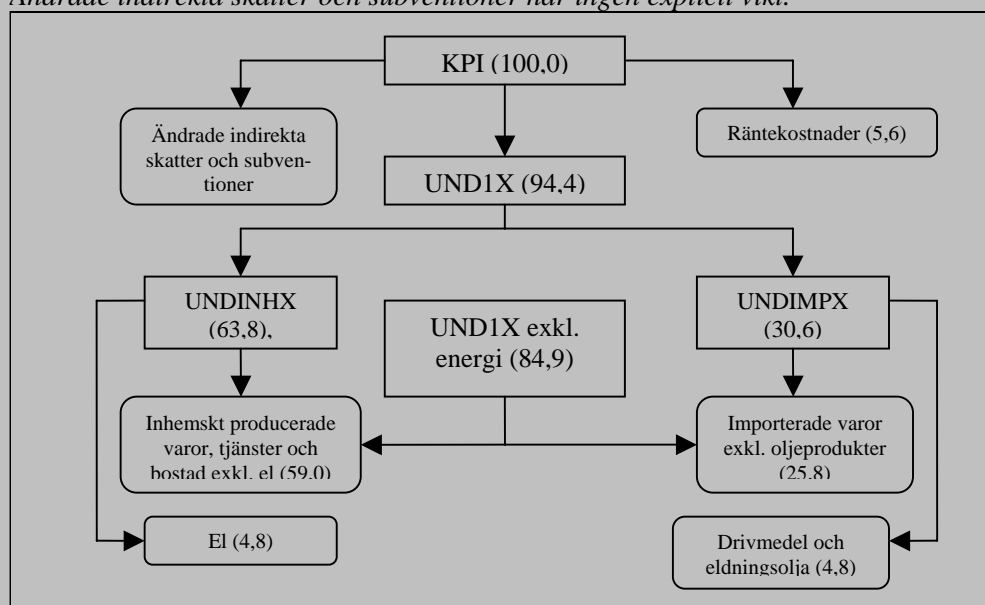 Ändrade indirekta skatter och subventioner har ingen explicit vikt.
KPI (100,0)
Ändrade indirekta
skatter och subven-
tioner
Räntekostnader (5,6)
UND1X (94,4)
UNDINHX
(63,8),
UND1X exkl.
energi (84,9)
UNDIMPX
(30,6)
Inhemskt producerade
varor, tjänster och
bostad exkl. el (59,0)
Importerade varor
exkl. oljeprodukter
(25,8)
El (4,8)
Drivmedel och
eldningsolja (4,8)